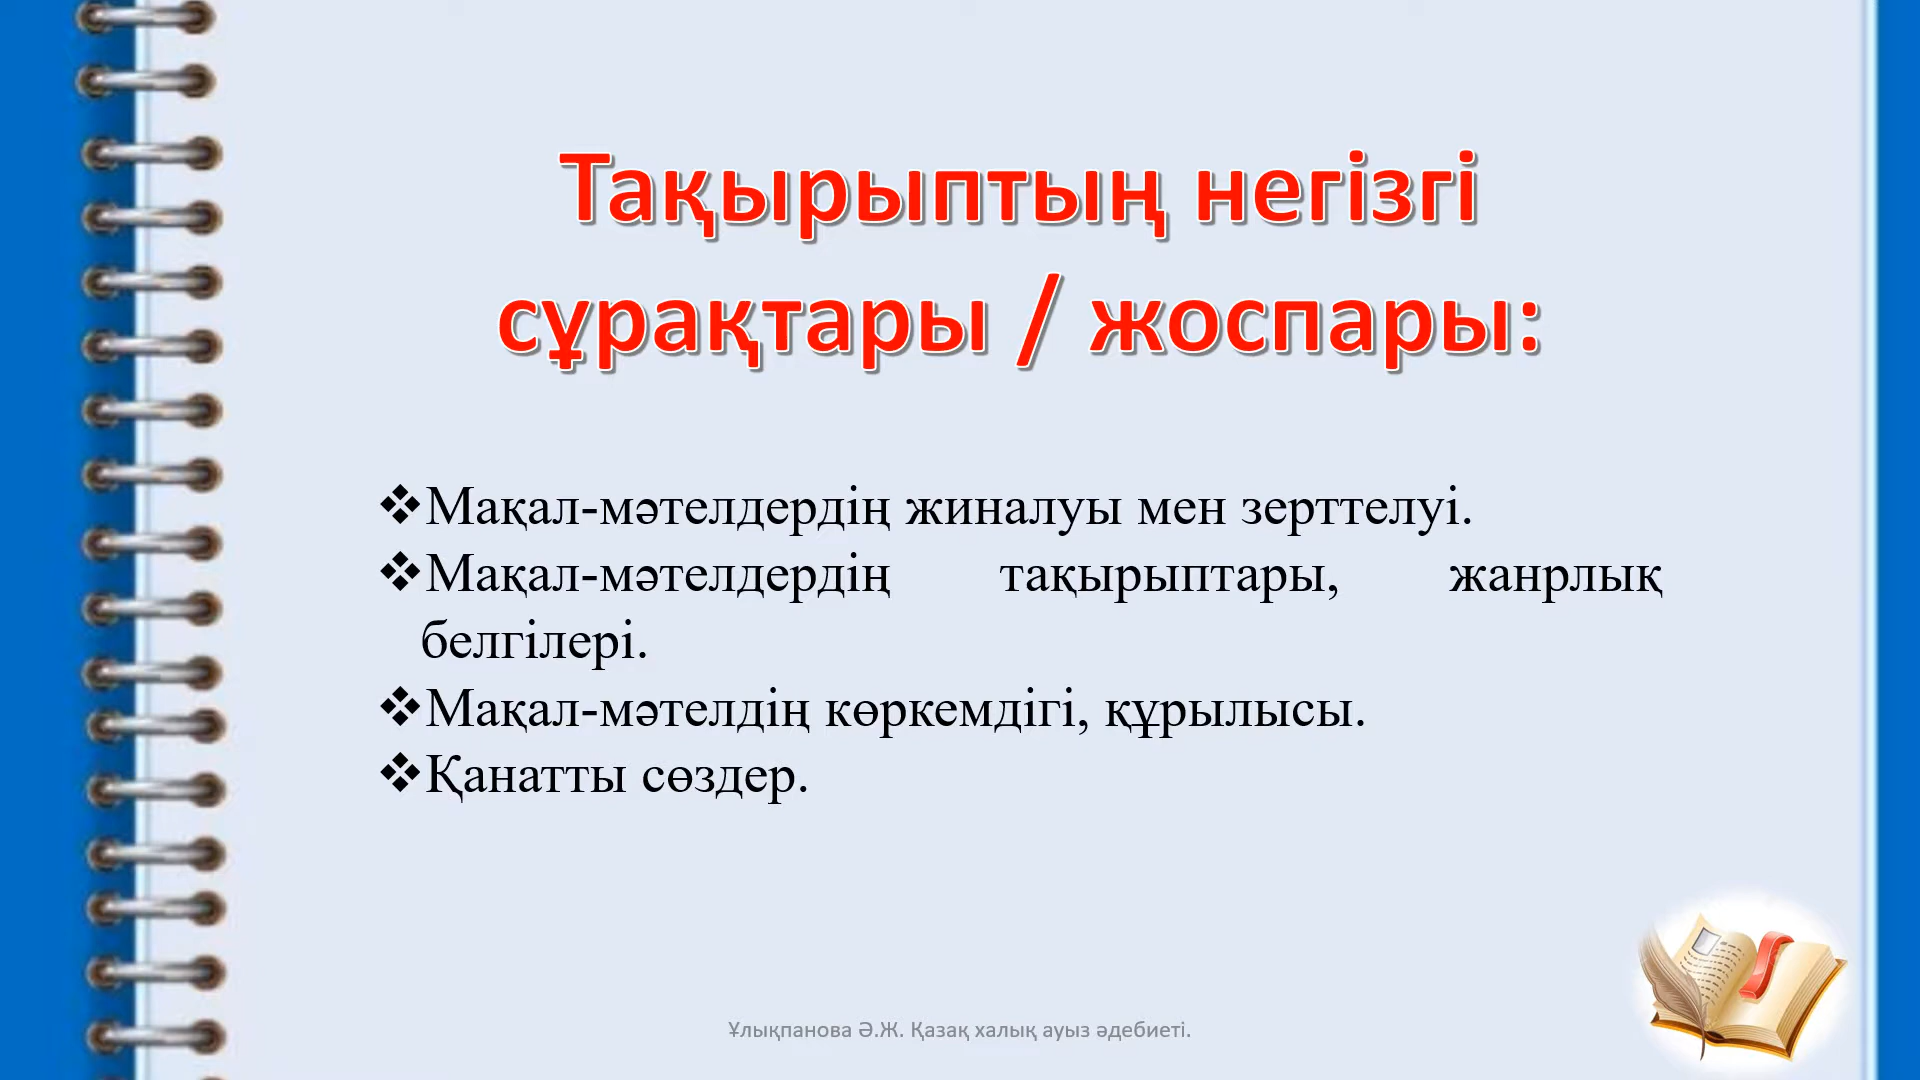 Тақырыптың негізгі
сұрақтары / жоспары:
❖Мақал-мәтелдердің жиналуы мен зерттелуі.
❖Мақал-мәтелдердің тақырыптары, жанрлық
белгілері.
❖Мақал-мәтелдің көркемдігі, құрылысы.
❖Қанатты сөздер.
Ұлықпанова Ә.Ж. Қазақ халық ауыз әдебиеті.